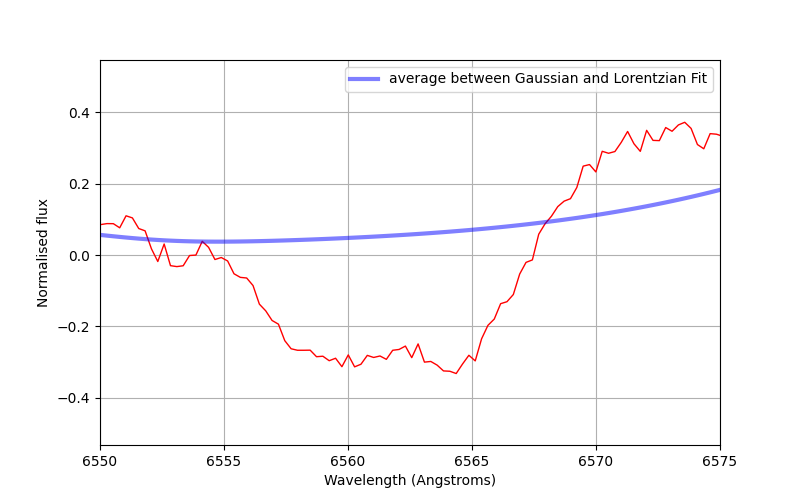 average between Gaussian and Lorentzian Fit
0.4
0.2
0.0
−0.2
−0.4
Normalised flux
6550 6555 6560 6565 6570 6575
Wavelength (Angstroms)